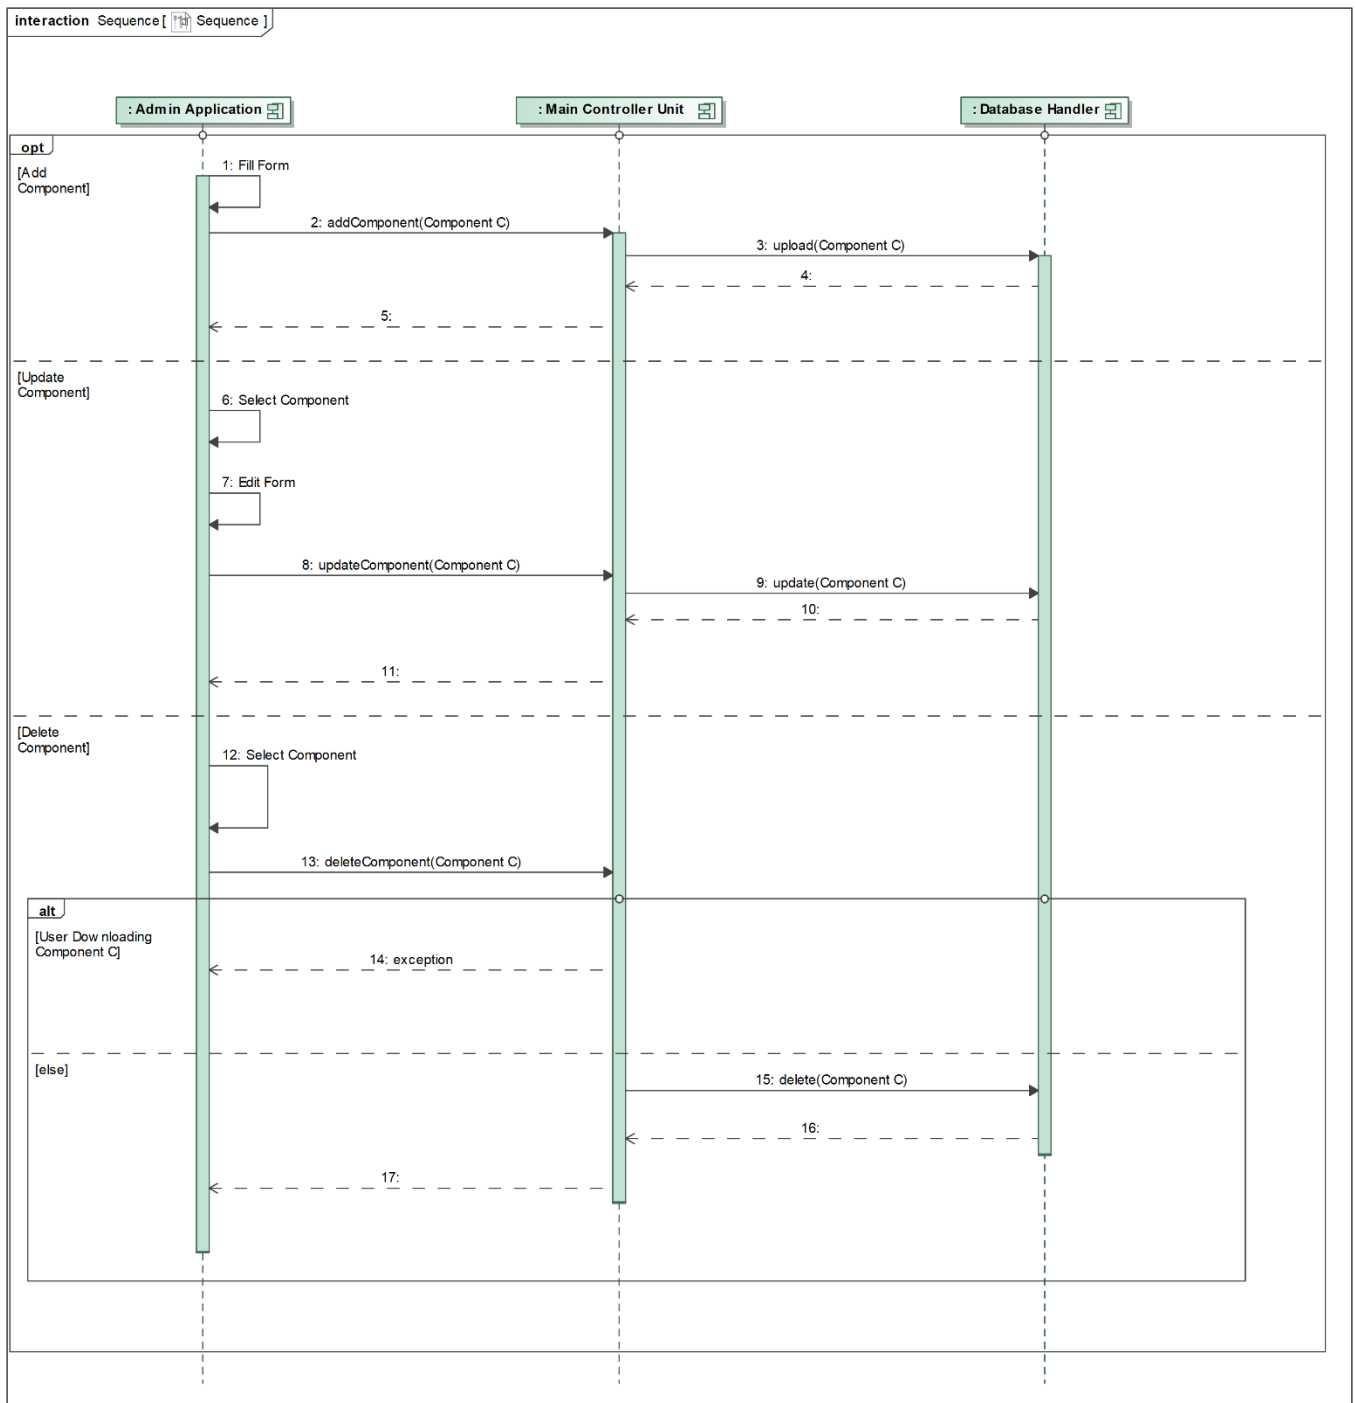 interaction Sequence[ Sequence ]
: Admin Application
: Main Controller Unit
: Database Handler
opt
[Add
Component]
1: Fill Form
2: addComponent(Component C)
3: upload(Component C)
4:
5:
[Update
Component]
6: Select Component
7: Edit Form
8: updateComponent(Component C)
9: update(Component C)
10:
11:
[Delete
Component]
12: Select Component
13: deleteComponent(Component C)
alt
[User Downloading
Component C]
14: exception
[else]
15: delete(Component C)
16:
17: